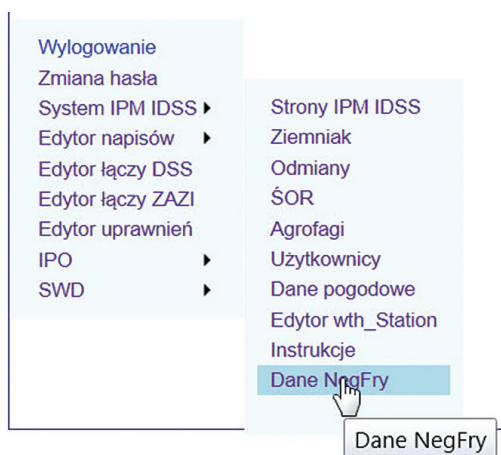 Wylogowanie
Zmiana hasła
System IPM IDSS
Edytor napisów
Edytor łączy DSS
Edytor łączy ZAZI
Edytor uprawnień
IPO
SWD
Strony IPM IDSS
Ziemniak
Odmiany
ŚOR
Agrofagi
Użytkownicy
Dane pogodowe
Edytor wth_Station
Instrukcje
Dane NegFry
Dane NegFry